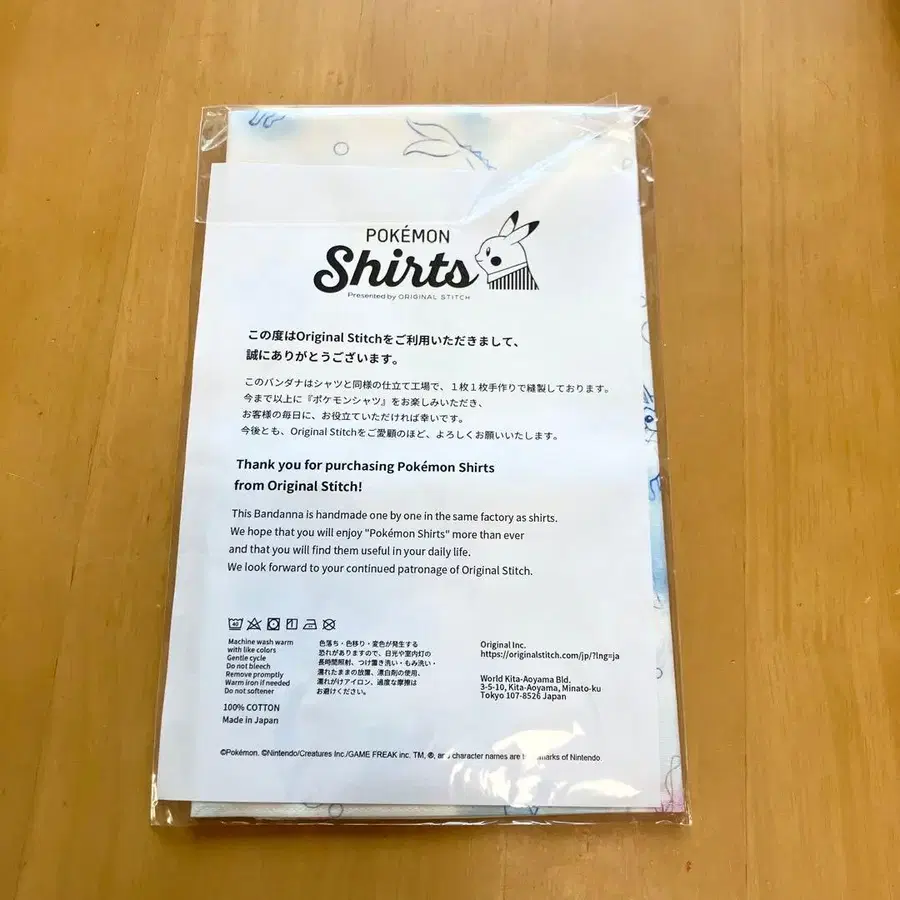 POKÉMON
Shirts
Presented by ORIGINAL STITCH
この度はOriginal Stitchをご利用いただきまして、
誠にありがとうございます。
このバンダナはシャツと同様の仕立て工場で、１枚１枚手作りで縫製しております。
今まで以上に『ポケモンシャツ』をお楽しみいただき、
お客様の毎日に、お役立ていただければ幸いです。
今後とも、Original Stitchをご愛顧のほど、よろしくお願いいたします。
Thank you for purchasing Pokémon Shirts
from Original Stitch!
This Bandanna is handmade one by one in the same factory as shirts.
We hope that you will enjoy "Pokémon Shirts" more than ever
and that you will find them useful in your daily life.
We look forward to your continued patronage of Original Stitch.
Machine wash warm
with like colors
Gentle cycle
Do not bleech
Remove promptly
Warm iron if needed
Do not softener
100% COTTON
Made in Japan
色落ち・色移り・変色が発生する
恐れがありますので、日光や室内灯の
長時間照射、つけ置き洗い・もみ洗い・
濡れたままの放置、漂白剤の使用、
濡れがけアイロン、過度な摩擦は
お避けください。
Original Inc.
https://originalstitch.com/jp/?lng=ja
World Kita-Aoyama Bld.
3-5-10, Kita-Aoyama, Minato-ku
Tokyo 107-8526 Japan
©Pokémon. ©Nintendo/Creatures Inc./GAME FREAK inc. TM, ®, and character names are trademarks of Nintendo.